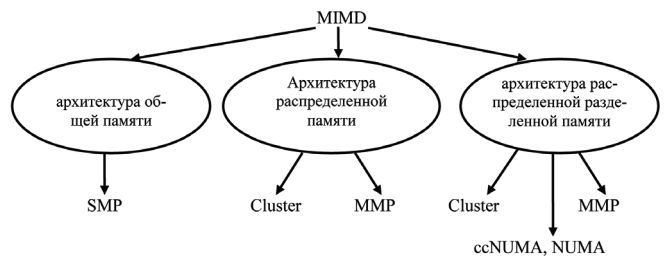 MIMD
архитектура об-
щей памяти
Архитектура
распределенной
памяти
архитектура рас-
пределенной разде-
ленной памяти
SMP
Cluster
MMP
Cluster
MMP
ccNUMA, NUMA